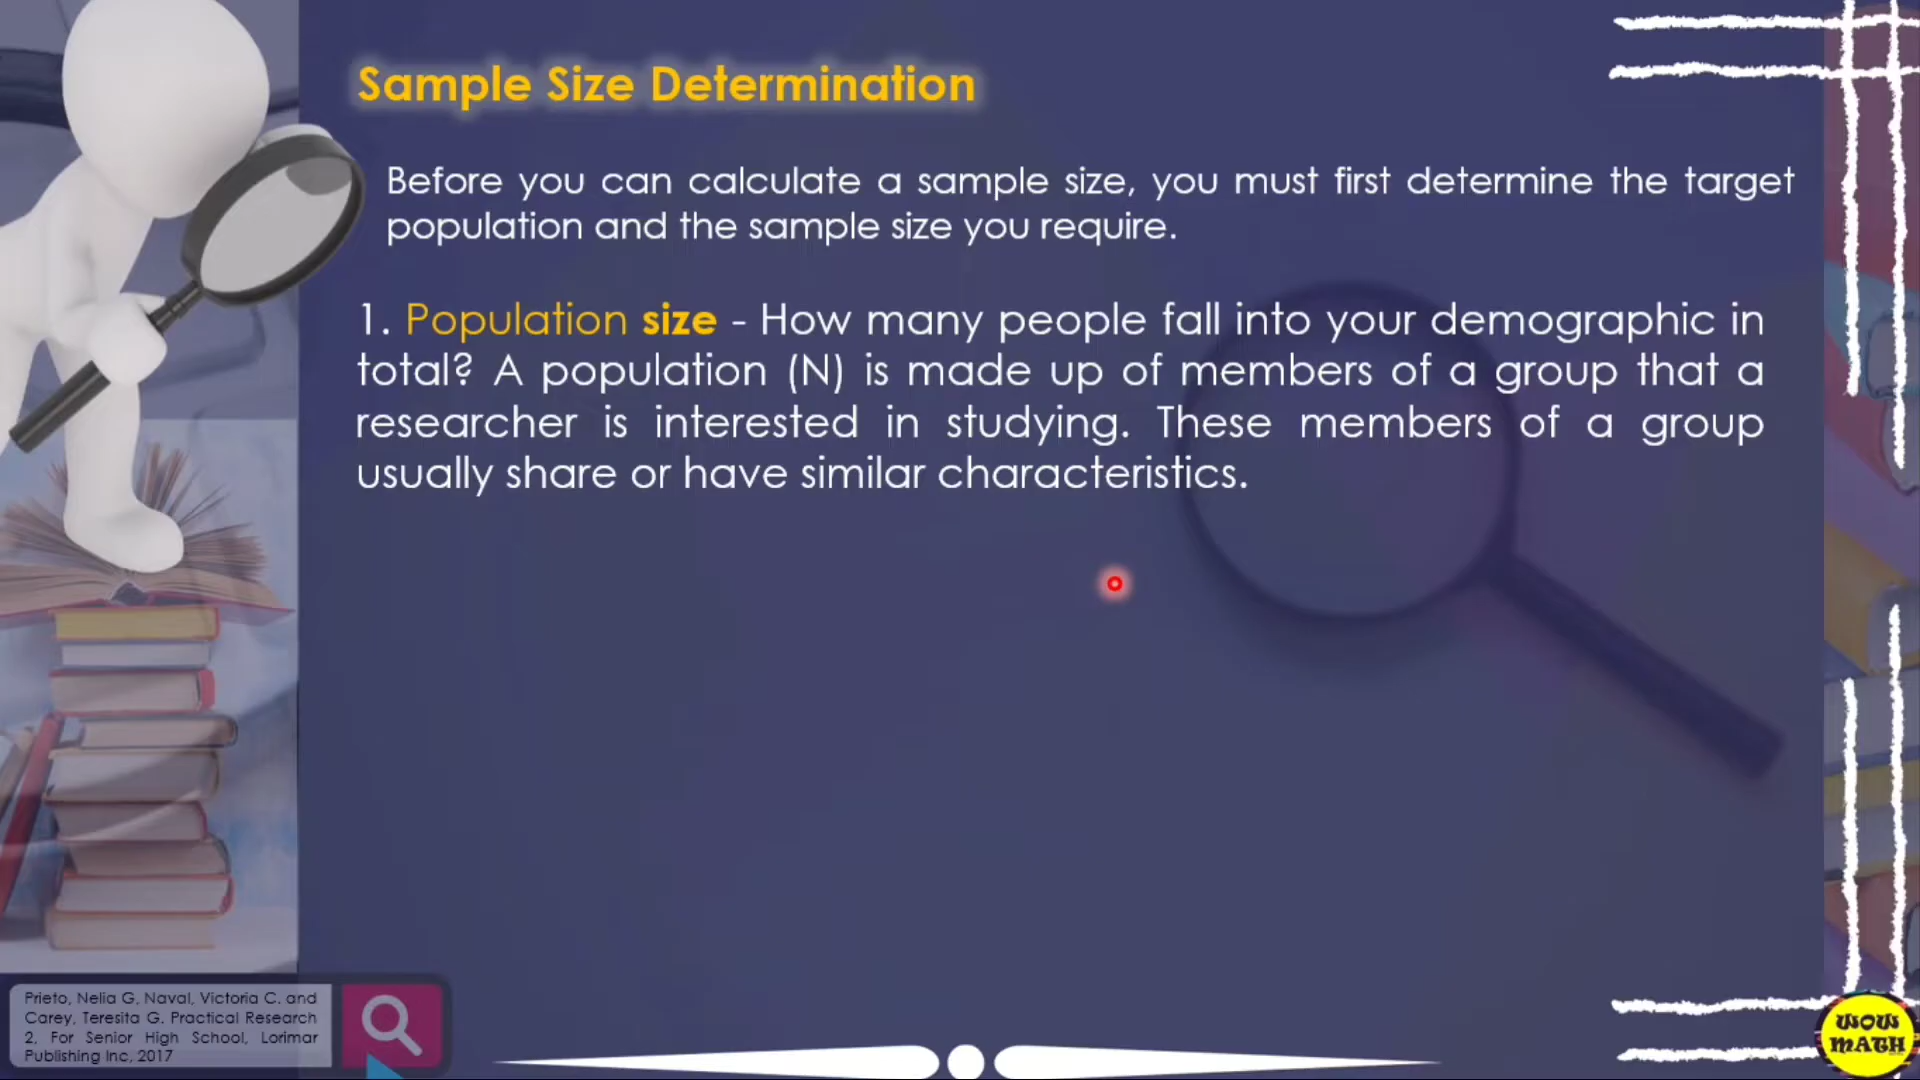 Sample Size Determination
Before you can calculate a sample size, you must first determine the target
population and the sample size you require.
1. Population size - How many people fall into your demographic in
total? A population (N) is made up of members of a group that a
researcher is interested in studying. These members of a group
usually share or have similar characteristics.
Prieto, Nelia G, Naval, Victoria C. and
Carey, Teresita G. Practical Research
2, For Senior High School, Lorimar
Publishing Inc, 2017
WOW
MATH